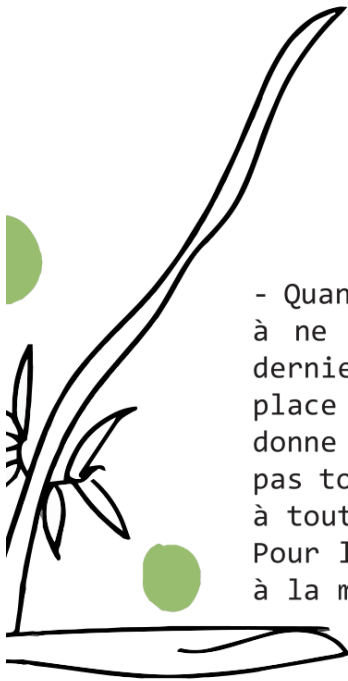 - Quan
à ne
dernie
place
donne
pas to
à tout
Pour l
à la m